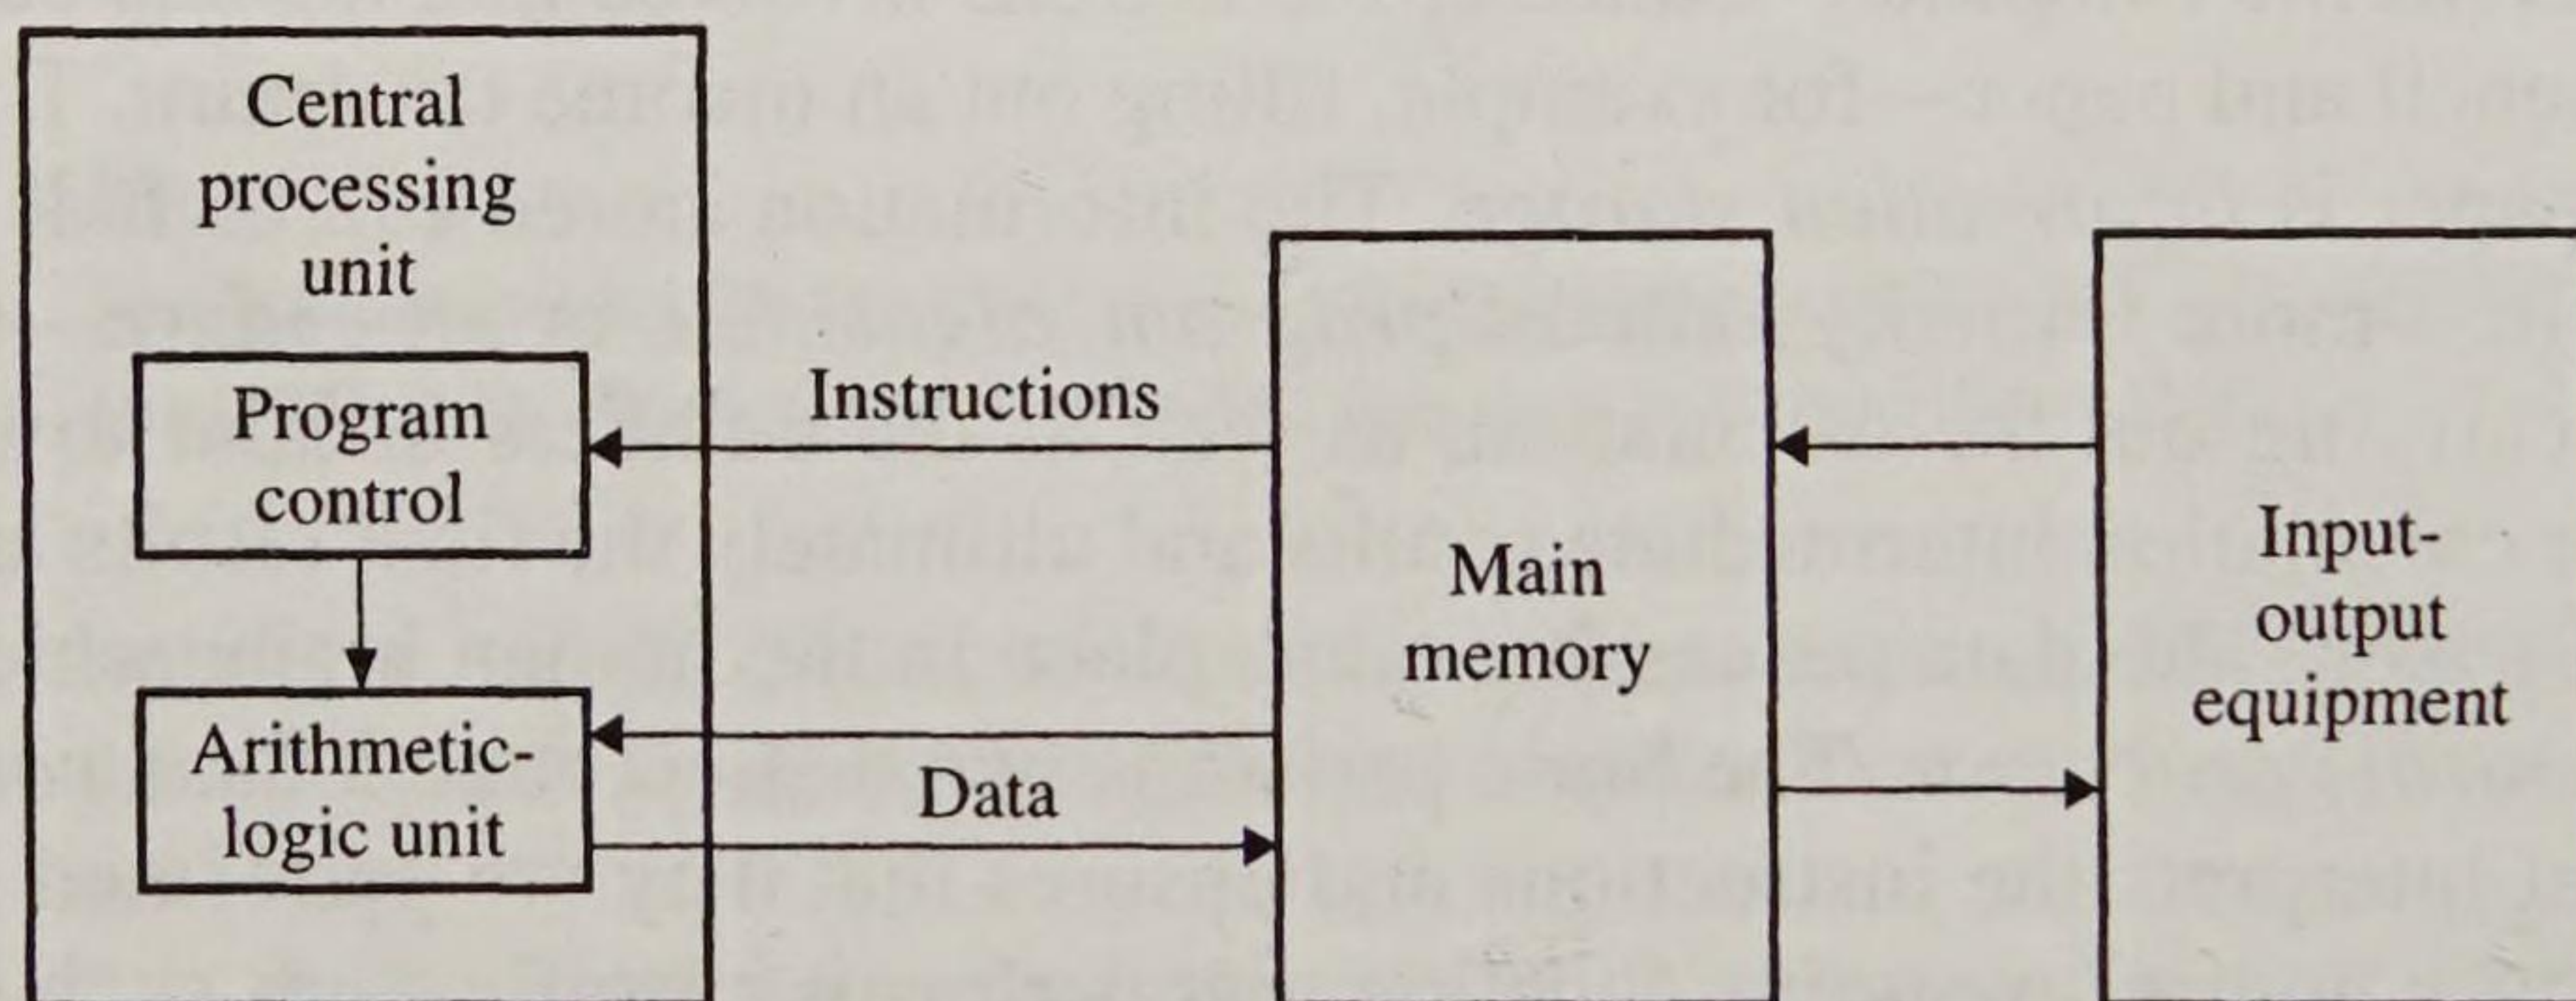 Central
processing
unit
Program
control
Arithmetic-
logic unit
Instructions
Data
Main
memory
Input-
output
equipment